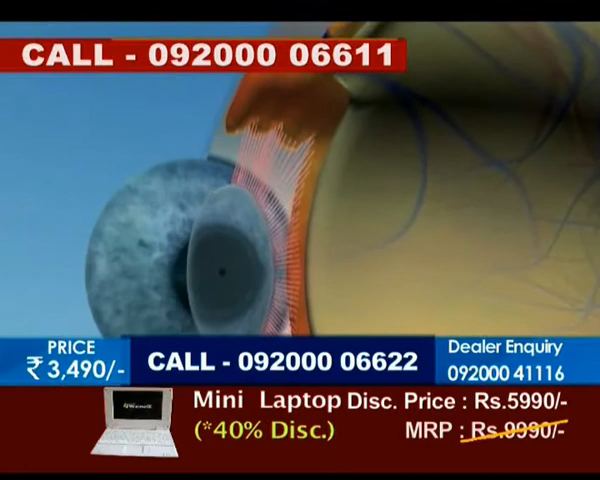 CALL - 092000 06611
PRICE
₹ 3,490/-
CALL - 092000 06622
Dealer Enquiry
092000 41116
Mini Laptop Disc. Price : Rs.5990/-
(*40% Disc.)
MRP : Rs.9990/-